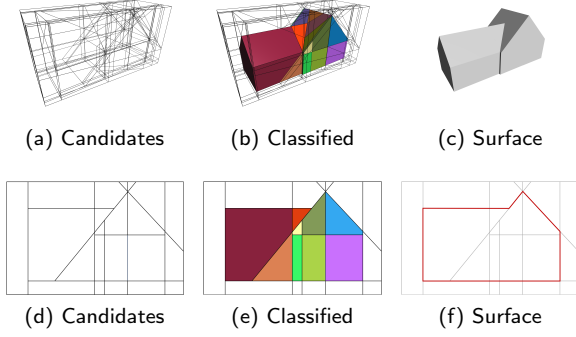 (a) Candidates (b) Classified (c) Surface
(d) Candidates (e) Classified (f) Surface